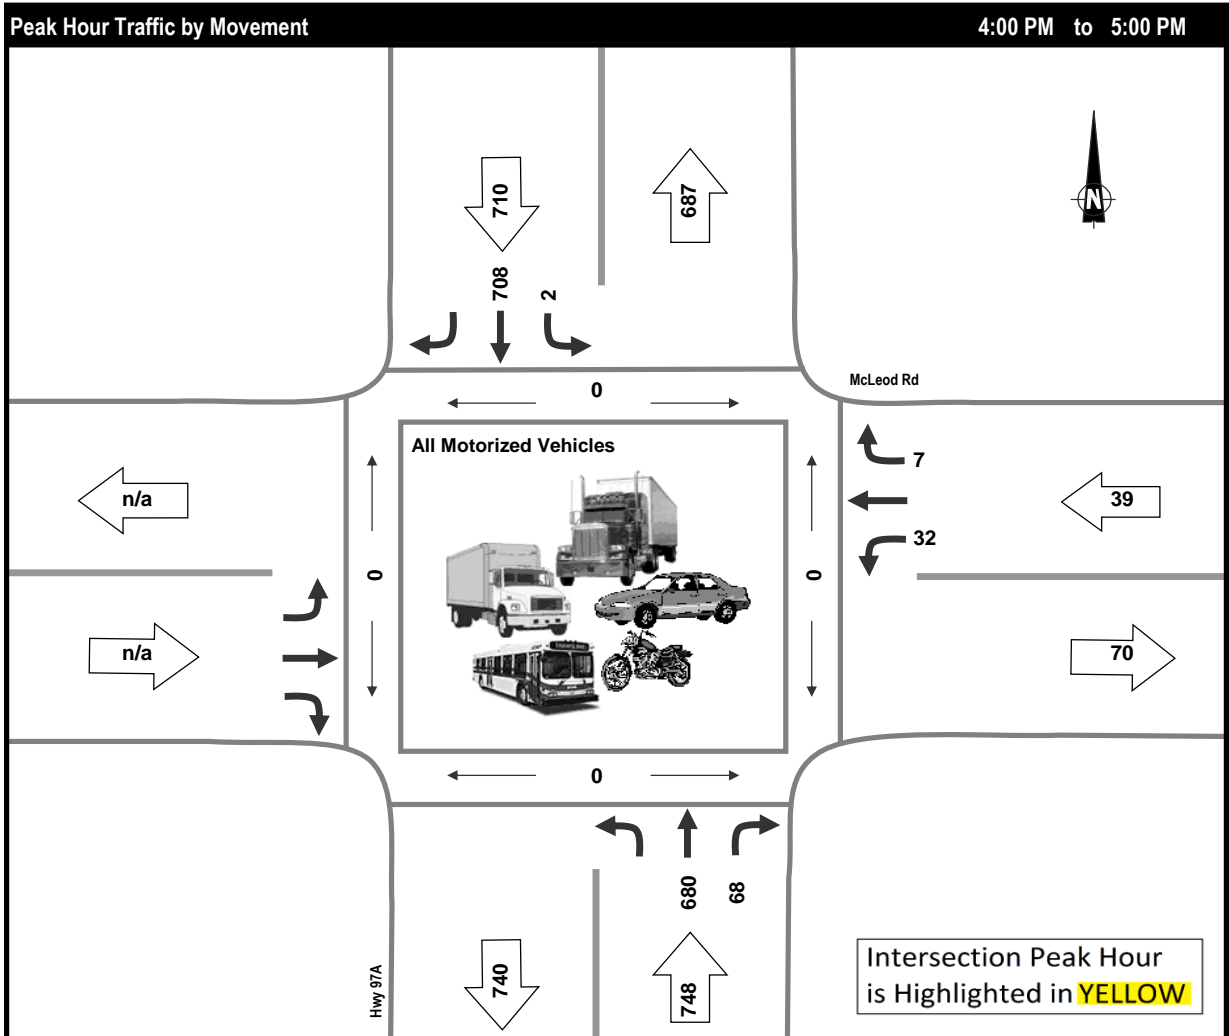 Peak Hour Traffic by Movement 4:00 PM to 5:00 PM
710
687
708
2
N
McLeod Rd
0
All Motorized Vehicles
7
n/a
39
32
0
0
n/a
70
0
680
68
Hwy 97A
740
748
Intersection Peak Hour
is Highlighted in YELLOW